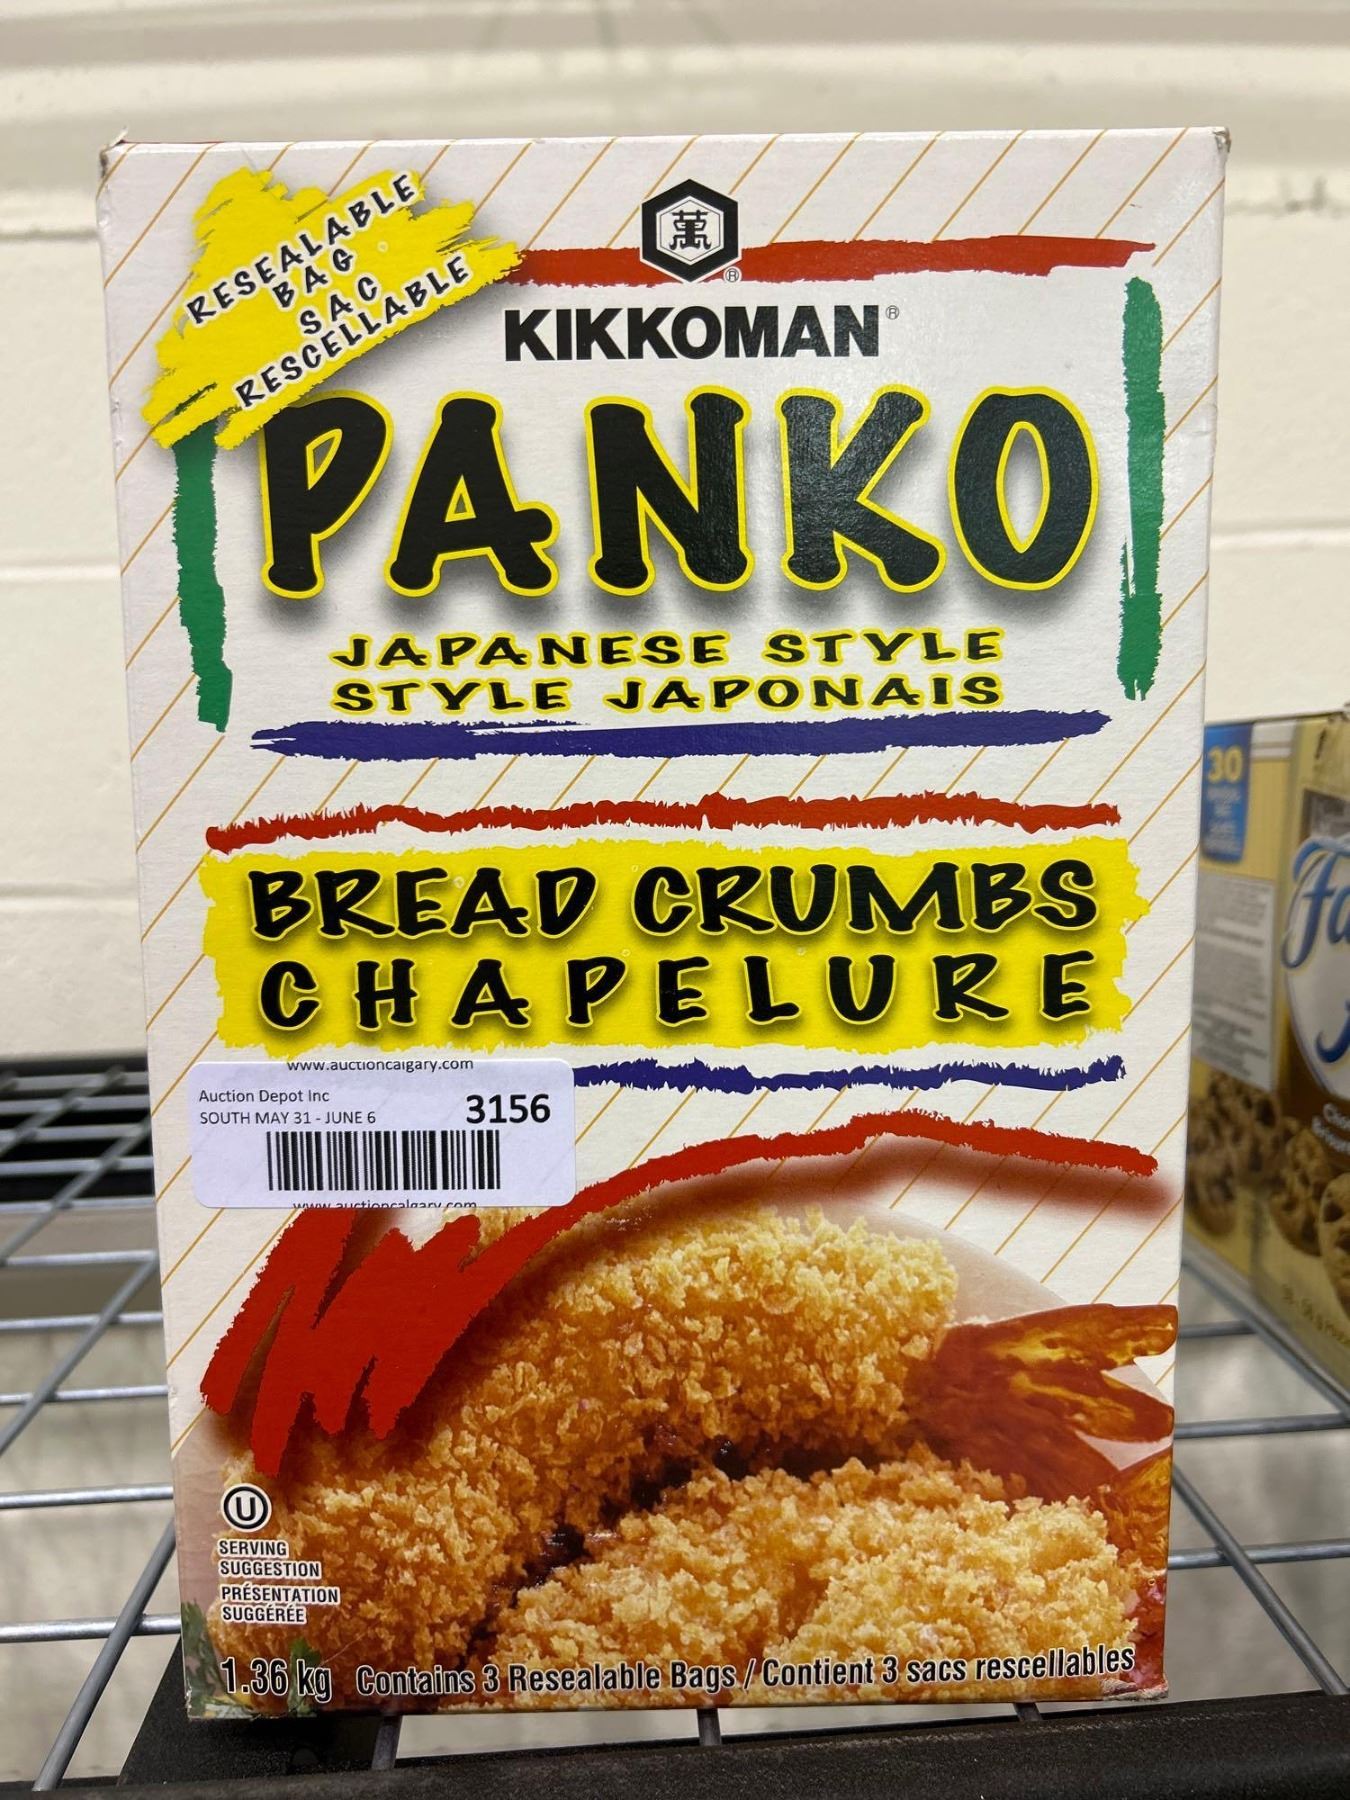 RESEALABLE
BAG
SAC
RESCELLABLE
萬
®
KIKKOMAN®
PANKO
JAPANESE STYLE
STYLE JAPONAIS
BREAD CRUMBS
CHAPELURE
www.auctioncalgary.com
Auction Depot Inc
SOUTH MAY 31 - JUNE 6
3156
www.auctioncalgary.com
U
SERVING
SUGGESTION
PRÉSENTATION
SUGGÉRÉE
1.36 kg Contains 3 Resealable Bags / Contient 3 sacs rescellables
30
Fa